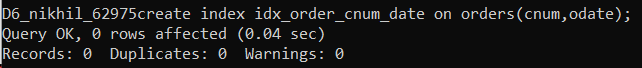 D6_nikhil_62975create index idx_order_cnum_date on orders(cnum,odate);
Query OK, 0 rows affected (0.04 sec)
Records: 0  Duplicates: 0  Warnings: 0